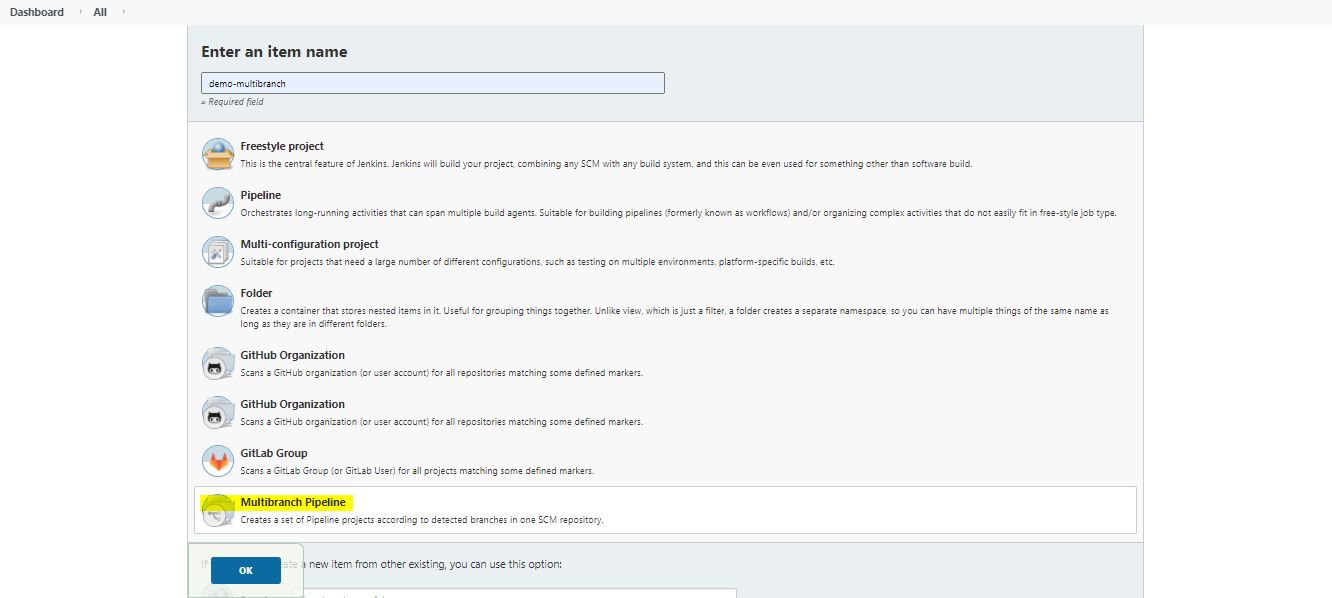 Dashboard › All ›
Enter an item name
demo-multibranch
» Required field
Freestyle project
This is the central feature of Jenkins. Jenkins will build your project, combining any SCM with any build system, and this can be even used for something other than software build.
Pipeline
Orchestrates long-running activities that can span multiple build agents. Suitable for building pipelines (formerly known as workflows) and/or organizing complex activities that do not easily fit in free-style job type.
Multi-configuration project
Suitable for projects that need a large number of different configurations, such as testing on multiple environments, platform-specific builds, etc.
Folder
Creates a container that stores nested items in it. Useful for grouping things together. Unlike view, which is just a filter, a folder creates a separate namespace, so you can have multiple things of the same name as
long as they are in different folders.
GitHub Organization
Scans a GitHub organization (or user account) for all repositories matching some defined markers.
GitHub Organization
Scans a GitHub organization (or user account) for all repositories matching some defined markers.
GitLab Group
Scans a GitLab Group (or GitLab User) for all projects matching some defined markers.
Multibranch Pipeline
Creates a set of Pipeline projects according to detected branches in one SCM repository.
If a new item from other existing, you can use this option:
OK